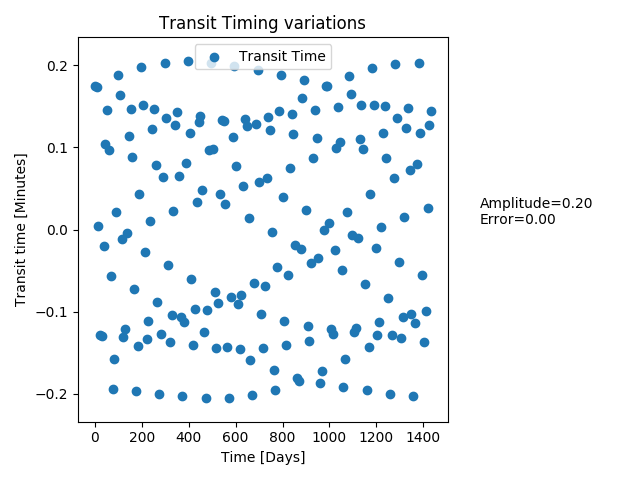 Transit Timing variations
Transit Time
Transit time [Minutes]
0.2
0.1
0.0
−0.1
−0.2
0 200 400 600 800 1000 1200 1400
Time [Days]
Amplitude=0.20
Error=0.00